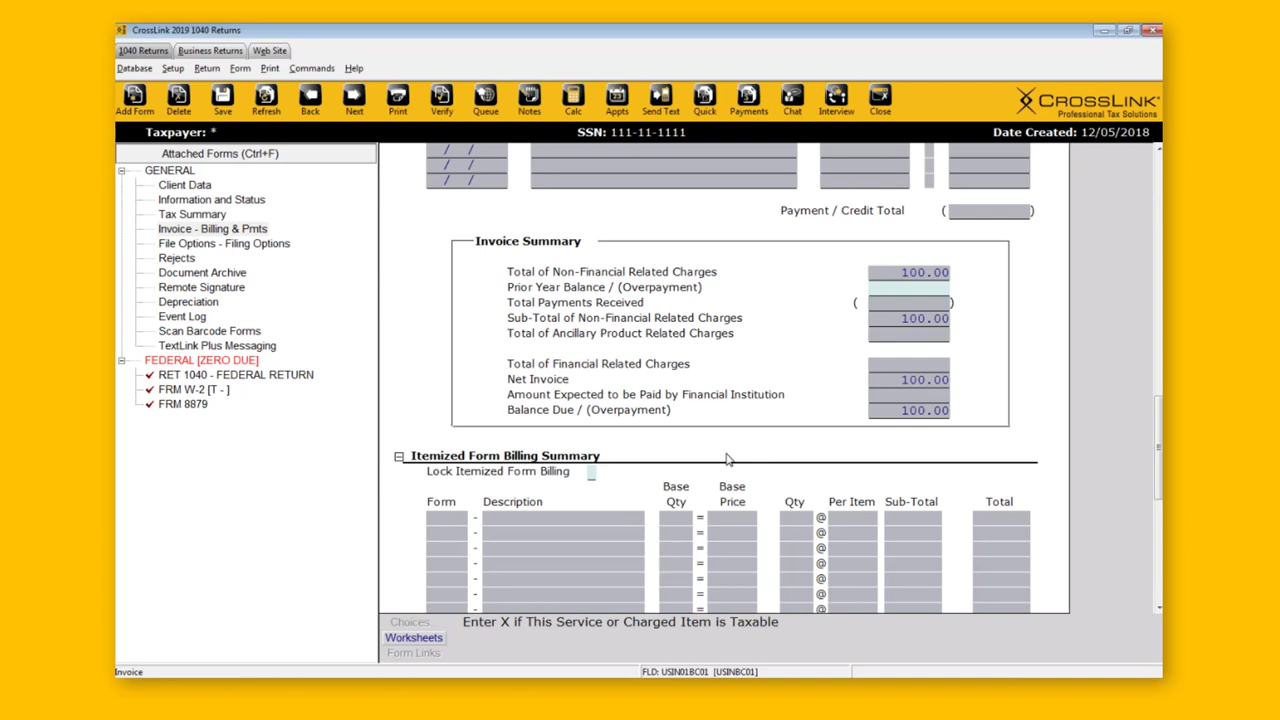 CrossLink 2019 1040 Returns
1040 Returns Business Returns Web Site
Database Setup Return Form Print Commands Help
Add Form Delete Save Refresh Back Next Print Verify Queue Notes Calc Appts Send Text Quick Payments Chat Interview Close
CROSSLINK
Professional Tax Solutions
Taxpayer: * SSN: 111-11-1111 Date Created: 12/05/2018
Attached Forms (Ctrl+F)
GENERAL
Client Data
Information and Status
Tax Summary
Invoice - Billing & Pmts
File Options - Filing Options
Rejects
Document Archive
Remote Signature
Depreciation
Event Log
Scan Barcode Forms
TextLink Plus Messaging
FEDERAL [ZERO DUE]
RET 1040 - FEDERAL RETURN
FRM W-2 [T - ]
FRM 8879
/ /
/ /
/ /
Payment / Credit Total ( )
Invoice Summary
Total of Non-Financial Related Charges 100.00
Prior Year Balance / (Overpayment)
Total Payments Received ( )
Sub-Total of Non-Financial Related Charges 100.00
Total of Ancillary Product Related Charges
Total of Financial Related Charges
Net Invoice 100.00
Amount Expected to be Paid by Financial Institution
Balance Due / (Overpayment) 100.00
Itemized Form Billing Summary
Lock Itemized Form Billing
Base Base
Form Description Qty Price Qty Per Item Sub-Total Total
- = @
- = @
- = @
- = @
- = @
- = @
- = @
Choices
Enter X if This Service or Charged Item is Taxable
Worksheets
Form Links
Invoice FLD: USIN01BC01 [USINBC01]